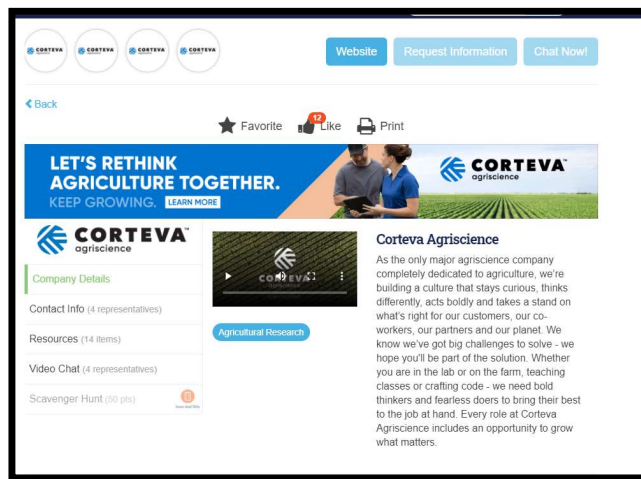 CORTEVA agriscience
CORTEVA agriscience
CORTEVA agriscience
CORTEVA agriscience
Website
Request Information
Chat Now!
Back
Favorite
12
Like
Print
LET'S RETHINK
AGRICULTURE TOGETHER.
KEEP GROWING. LEARN MORE
CORTEVA™
agriscience
CORTEVA™
agriscience
Company Details
Contact Info (4 representatives)
Resources (14 items)
Video Chat (4 representatives)
Scavenger Hunt (50 pts)
CORTEVA
Agricultural Research
Corteva Agriscience
As the only major agriscience company
completely dedicated to agriculture, we're
building a culture that stays curious, thinks
differently, acts boldly and takes a stand on
what's right for our customers, our co-
workers, our partners and our planet. We
know we've got big challenges to solve - we
hope you'll be part of the solution. Whether
you are in the lab or on the farm, teaching
classes or crafting code - we need bold
thinkers and fearless doers to bring their best
to the job at hand. Every role at Corteva
Agriscience includes an opportunity to grow
what matters.